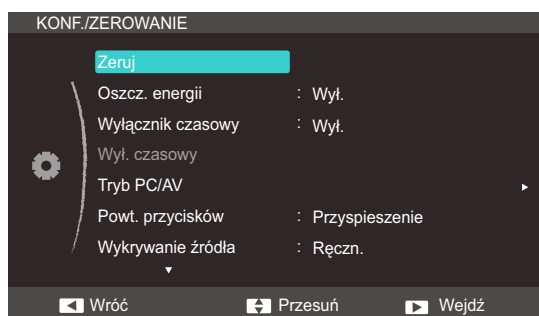 KONF./ZEROWANIE
Zeruj
Oszcz. energii : Wył.
Wyłącznik czasowy : Wył.
Wył. czasowy
Tryb PC/AV
Powt. przycisków : Przyspieszenie
Wykrywanie źródła : Ręczn.
Wróć Przesuń Wejdź